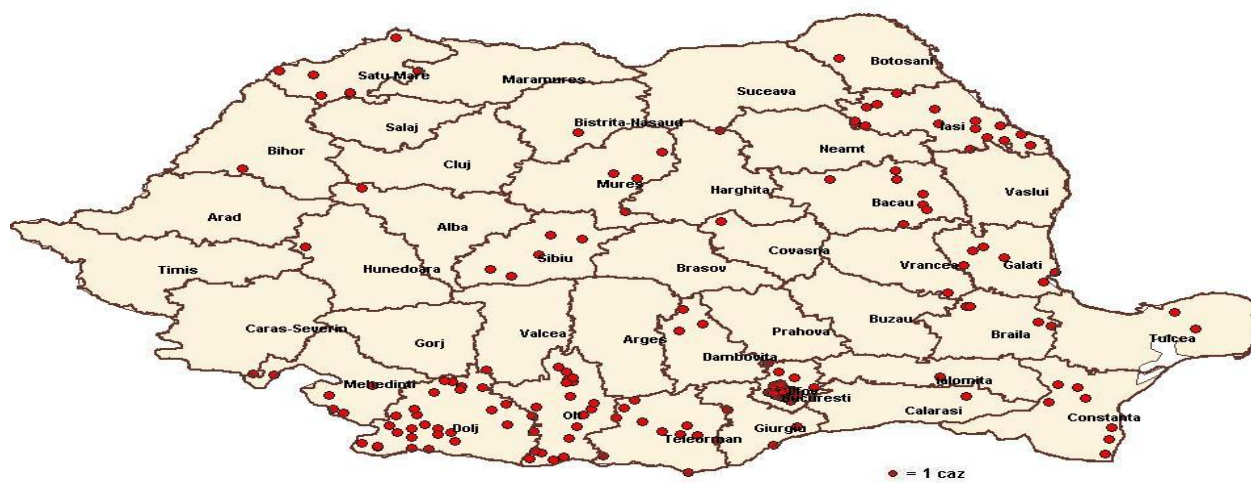 Botosani
Satu Mare
Maramures
Suceava
Bistrita-Nasaud
Salaj
Iasi
Neamt
Bihor
Cluj
Mures
Harghita
Vaslui
Bacau
Arad
Alba
Covasna
Sibiu
Vrancea
Galati
Timis
Hunedoara
Brasov
Buzau
Caras-Severin
Valcea
Prahova
Braila
Tulcea
Gorj
Arges
Dambovita
Mehedinti
Ialomita
Ilfov
Bucuresti
Calarasi
Constanta
Olt
Dolj
Giurgiu
Teleorman
= 1 caz